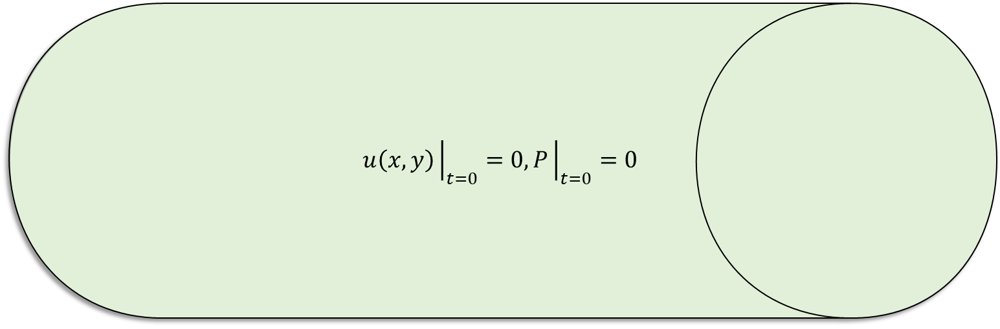 u(x, y)|t=0 = 0, P|t=0 = 0